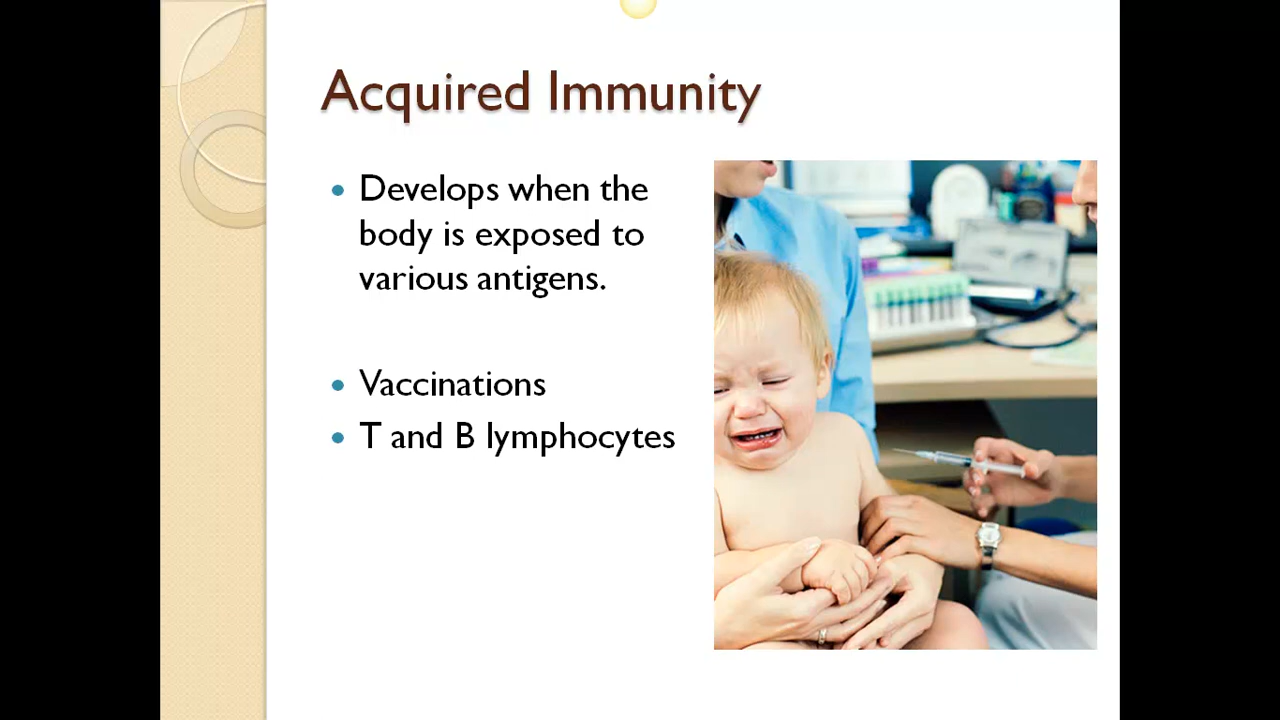 Acquired Immunity
Develops when the
body is exposed to
various antigens.
Vaccinations
T and B lymphocytes